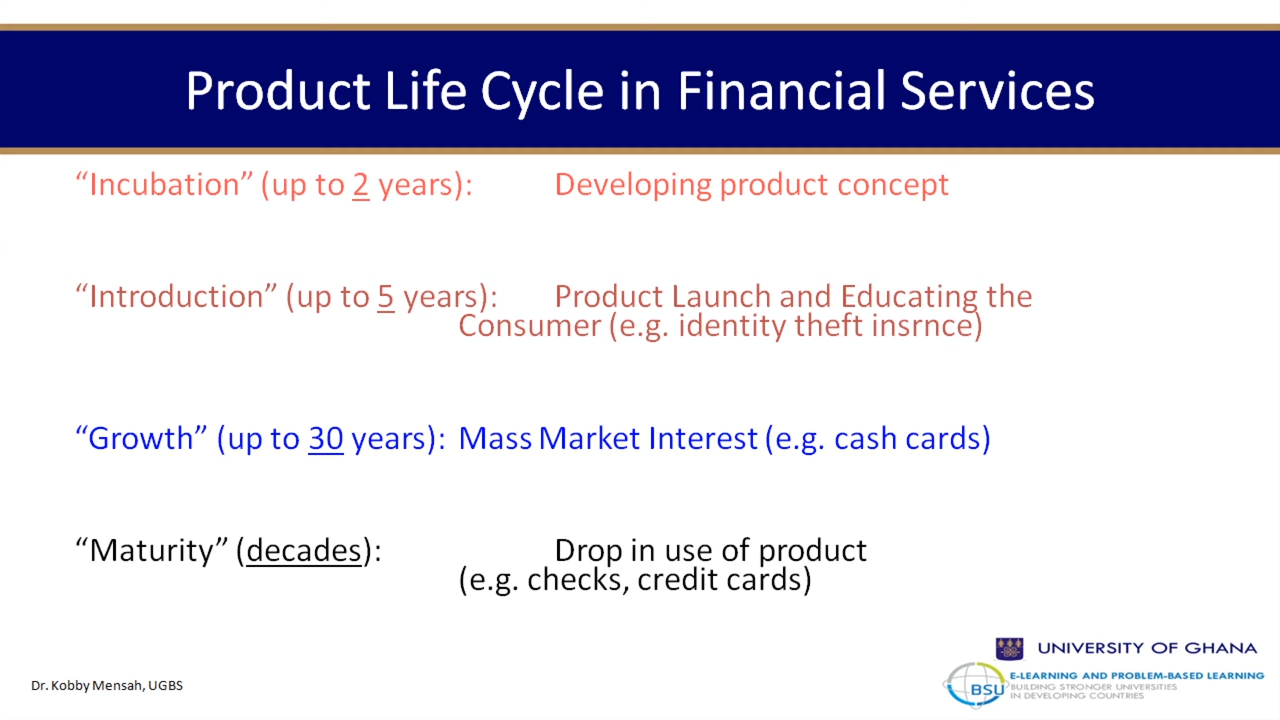 Product Life Cycle in Financial Services
“Incubation” (up to 2 years): Developing product concept
“Introduction” (up to 5 years): Product Launch and Educating the
Consumer (e.g. identity theft insrnce)
“Growth” (up to 30 years): Mass Market Interest (e.g. cash cards)
“Maturity” (decades): Drop in use of product
(e.g. checks, credit cards)
UNIVERSITY OF GHANA
BSU
E-LEARNING AND PROBLEM-BASED LEARNING
BUILDING STRONGER UNIVERSITIES
IN DEVELOPING COUNTRIES
Dr. Kobby Mensah, UGBS